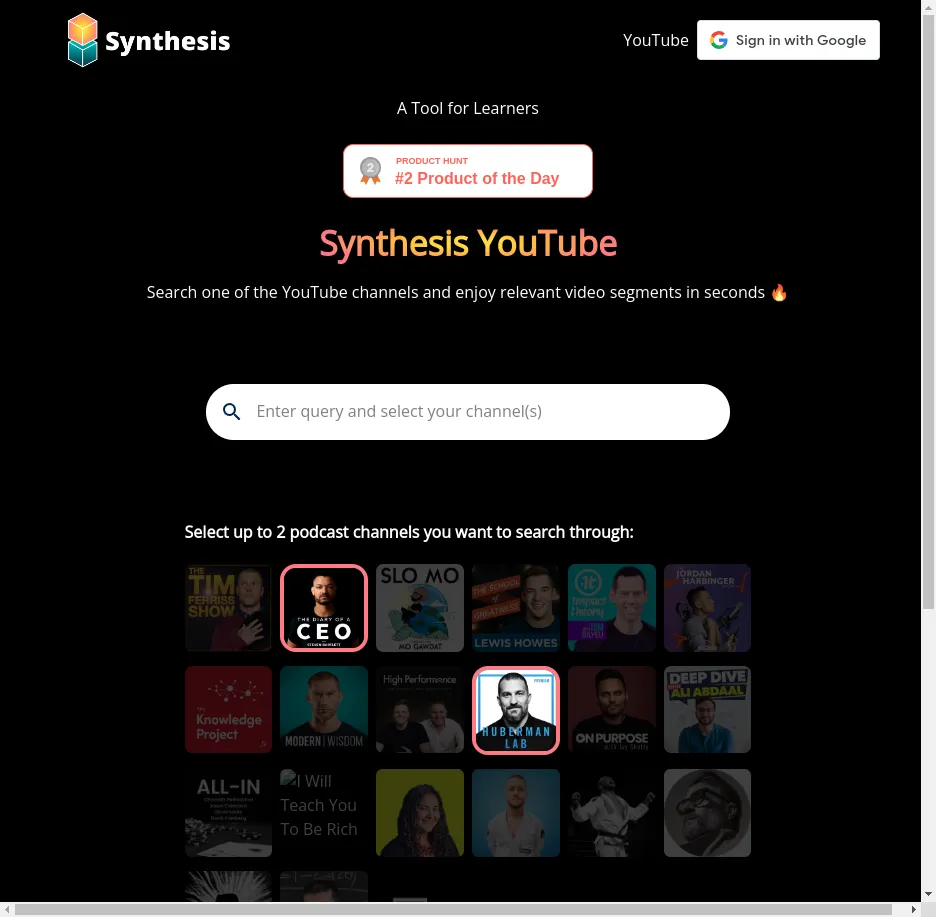 Synthesis
YouTube
Sign in with Google
A Tool for Learners
2
PRODUCT HUNT
#2 Product of the Day
Synthesis YouTube
Search one of the YouTube channels and enjoy relevant video segments in seconds 🔥
Enter query and select your channel(s)
Select up to 2 podcast channels you want to search through:
THE
TIM
FERRISS
SHOW
THE DIARY OF A
CEO
SLO MO
MO GAWDAT
THE SCHOOL
OF
GREATNESS
LEWIS HOWES
Impact
Theory
WITH
TOM
BILYEU
JORDAN
HARBINGER
The
Knowledge
Project
MODERN | WISDOM
High Performance
PREMIUM
HUBERMAN
LAB
ON PURPOSE
with Jay Shetty
DEEP DIVE
ALI ABDAAL
ALL-IN
I Will
Teach You
To Be Rich